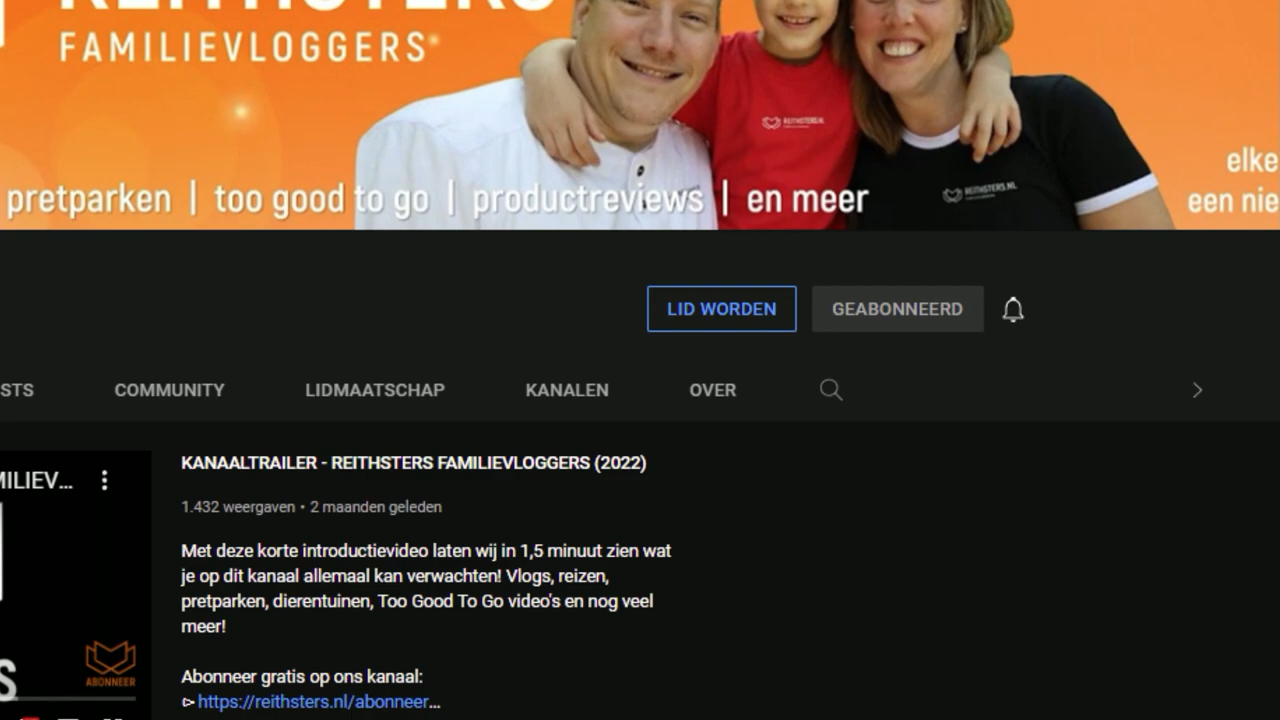 REITHSTERS
FAMILIEVLOGGERS
REITHSTERS.NL
REITHSTERS.NL
elke
pretparken | too good to go | productreviews | en meer
een nie
LID WORDEN
GEABONNEERD
STS
COMMUNITY
LIDMAATSCHAP
KANALEN
OVER
MILIEV...
KANAALTRAILER - REITHSTERS FAMILIEVLOGGERS (2022)
1.432 weergaven • 2 maanden geleden
Met deze korte introductievideo laten wij in 1,5 minuut zien wat
je op dit kanaal allemaal kan verwachten! Vlogs, reizen,
pretparken, dierentuinen, Too Good To Go video's en nog veel
meer!
S
ABONNEER
Abonneer gratis op ons kanaal:
▻ https://reithsters.nl/abonneer...